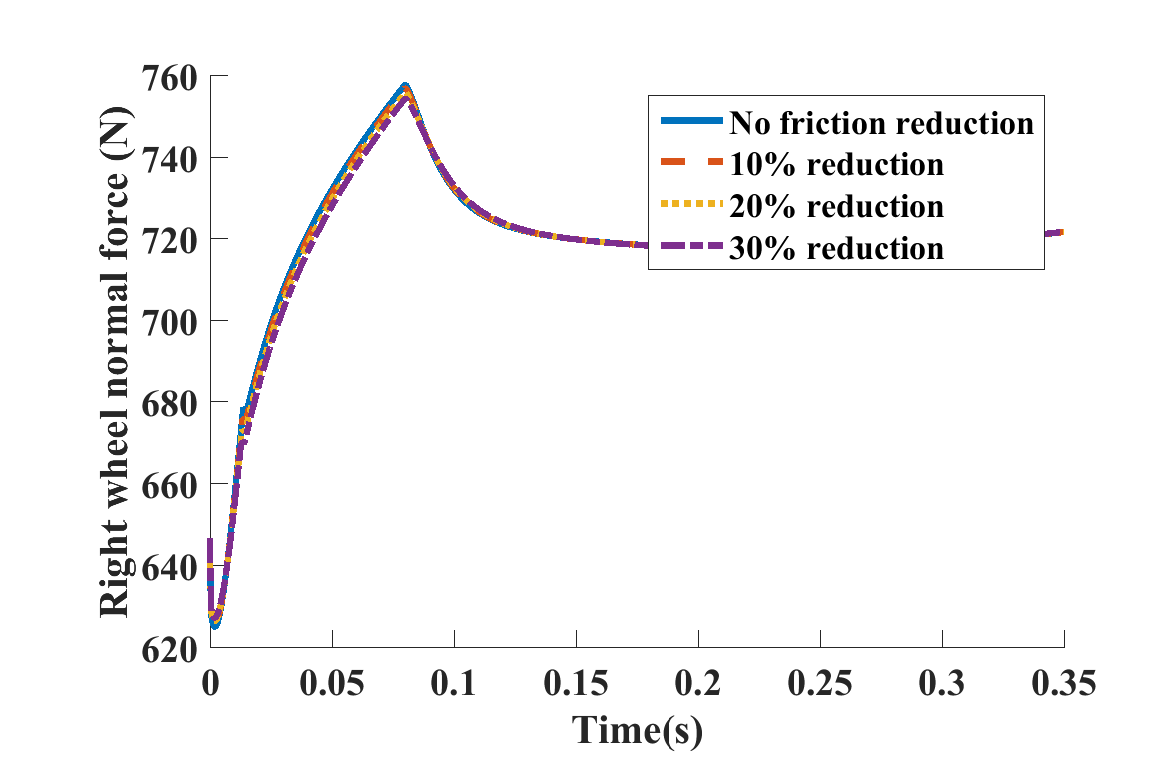 Right wheel normal force (N)
760
740
720
700
680
660
640
620
No friction reduction
10% reduction
20% reduction
30% reduction
0 0.05 0.1 0.15 0.2 0.25 0.3 0.35
Time(s)